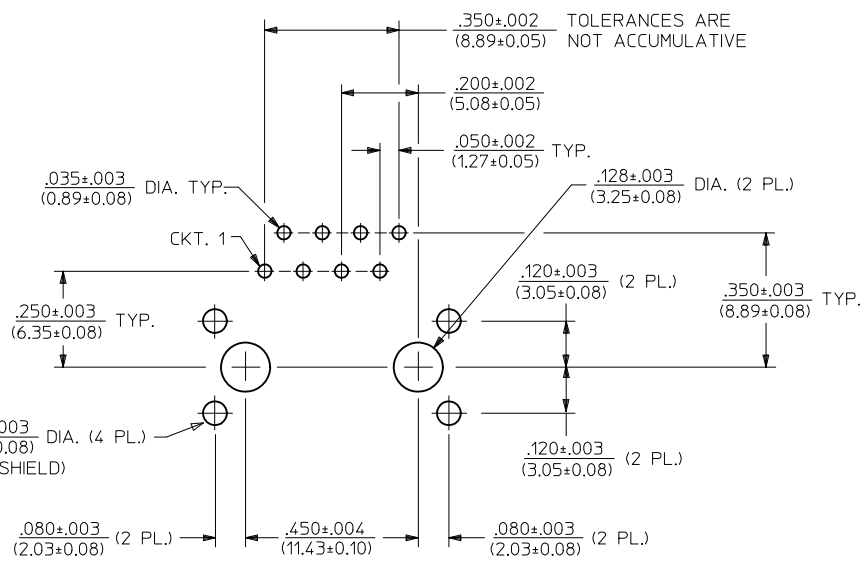 .350±.002 TOLERANCES ARE
(8.89±0.05) NOT ACCUMULATIVE
.200±.002
(5.08±0.05)
.050±.002 TYP.
(1.27±0.05)
.035±.003 DIA. TYP.
(0.89±0.08)
.128±.003 DIA. (2 PL.)
(3.25±0.08)
CKT. 1
.120±.003 (2 PL.)
(3.05±0.08)
.350±.003 TYP.
(8.89±0.08)
.250±.003 TYP.
(6.35±0.08)
DIA. (4 PL.)
SHIELD)
.120±.003 (2 PL.)
(3.05±0.08)
.080±.003 (2 PL.)
(2.03±0.08)
.450±.004
(11.43±0.10)
.080±.003 (2 PL.)
(2.03±0.08)